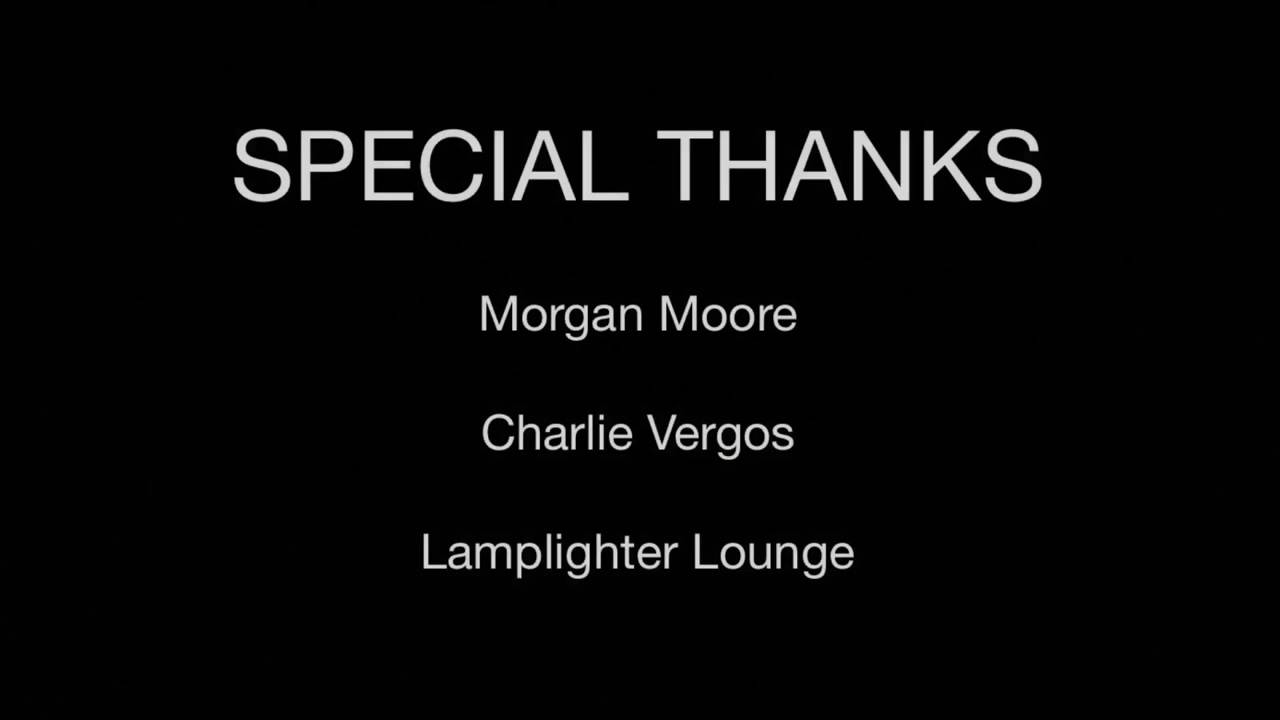 SPECIAL THANKS
Morgan Moore
Charlie Vergos
Lamplighter Lounge